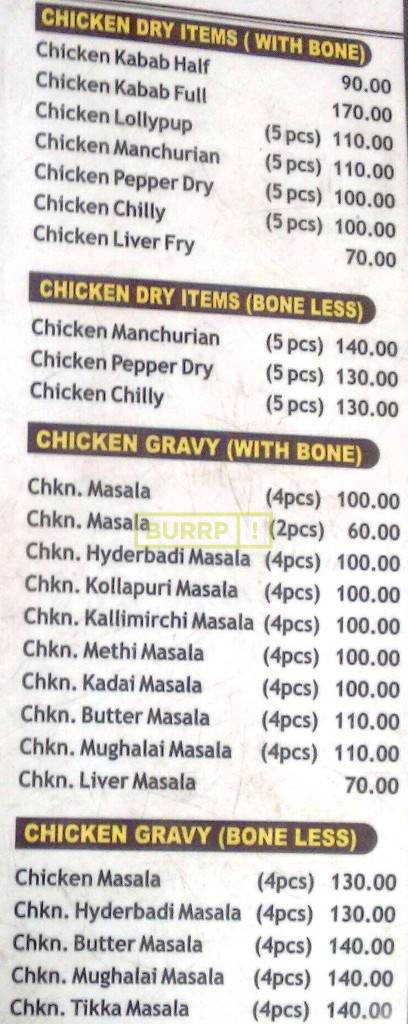 CHICKEN DRY ITEMS ( WITH BONE)
Chicken Kabab Half 90.00
Chicken Kabab Full 170.00
Chicken Lollypup (5 pcs) 110.00
Chicken Manchurian (5 pcs) 110.00
Chicken Pepper Dry (5 pcs) 100.00
Chicken Chilly (5 pcs) 100.00
Chicken Liver Fry 70.00
CHICKEN DRY ITEMS (BONE LESS)
Chicken Manchurian (5 pcs) 140.00
Chicken Pepper Dry (5 pcs) 130.00
Chicken Chilly (5 pcs) 130.00
CHICKEN GRAVY (WITH BONE)
Chkn. Masala (4pcs) 100.00
Chkn. Masala (2pcs) 60.00
BURRP!
Chkn. Hyderbadi Masala (4pcs) 100.00
Chkn. Kollapuri Masala (4pcs) 100.00
Chkn. Kallimirchi Masala (4pcs) 100.00
Chkn. Methi Masala (4pcs) 100.00
Chkn. Kadai Masala (4pcs) 100.00
Chkn. Butter Masala (4pcs) 110.00
Chkn. Mughalai Masala (4pcs) 110.00
Chkn. Liver Masala 70.00
CHICKEN GRAVY (BONE LESS)
Chicken Masala (4pcs) 130.00
Chkn. Hyderbadi Masala (4pcs) 130.00
Chkn. Butter Masala (4pcs) 140.00
Chkn. Mughalai Masala (4pcs) 140.00
Chkn. Tikka Masala (4pcs) 140.00